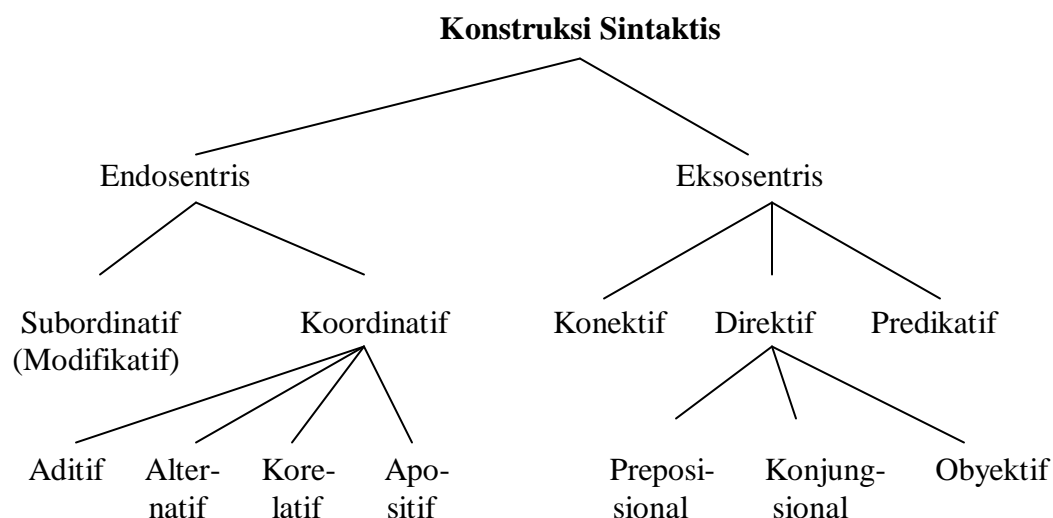 Konstruksi Sintaktis
Endosentris Eksosentris
Subordinatif Koordinatif Konektif Direktif Predikatif
(Modifikatif)
Aditif Alter- Kore- Apo- Preposi- Konjung- Obyektif
natif latif sitif sional sional